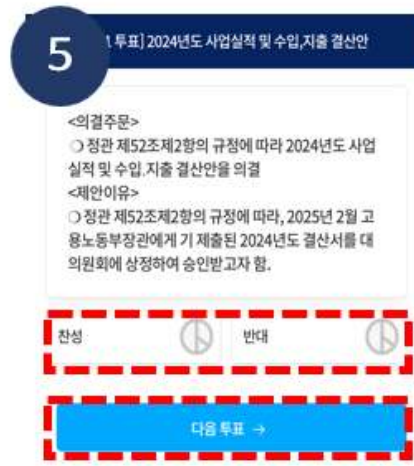 5
투표] 2024년도 사업실적 및 수입,지출 결산안
<의결주문>
❍ 정관 제52조제2항의 규정에 따라 2024년도 사업
실적 및 수입.지출 결산안을 의결
<제안이유>
❍ 정관 제52조제2항의 규정에 따라, 2025년 2월 고
용노동부장관에게 기 제출된 2024년도 결산서를 대
의원회에 상정하여 승인받고자 함.
찬성 반대
다음 투표 →